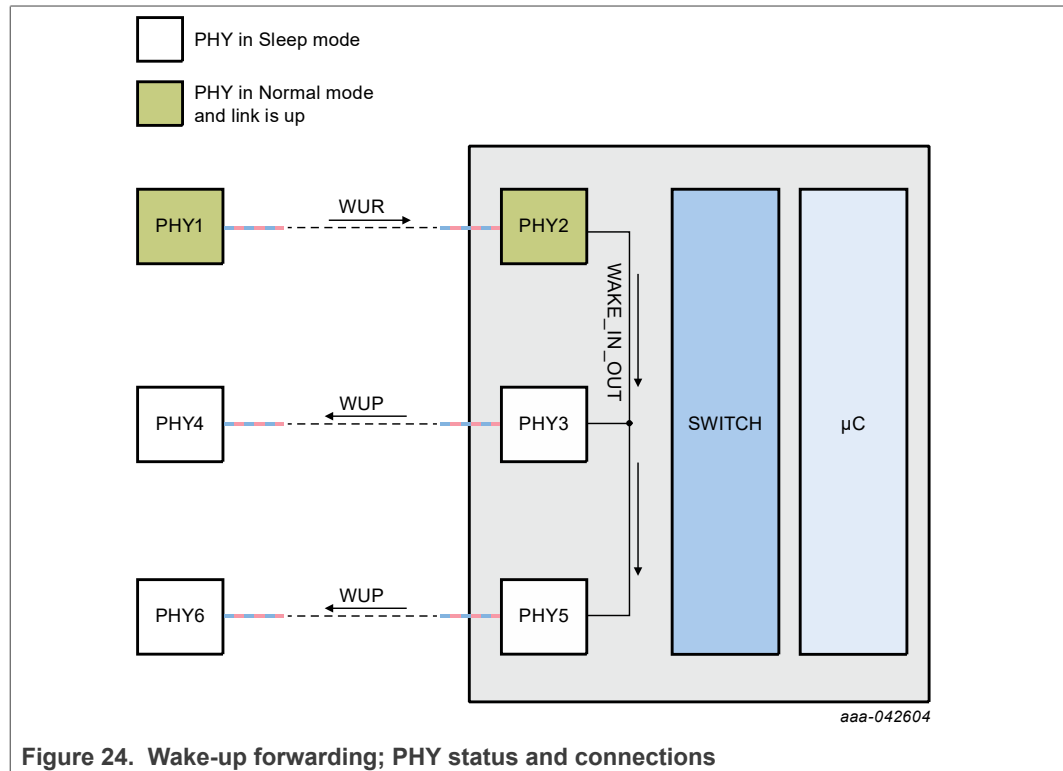 PHY in Sleep mode
PHY in Normal mode
and link is up
PHY1
WUR
PHY2
WAKE_IN_OUT
PHY4
WUP
PHY3
SWITCH
µC
PHY6
WUP
PHY5
aaa-042604
Figure 24. Wake-up forwarding; PHY status and connections